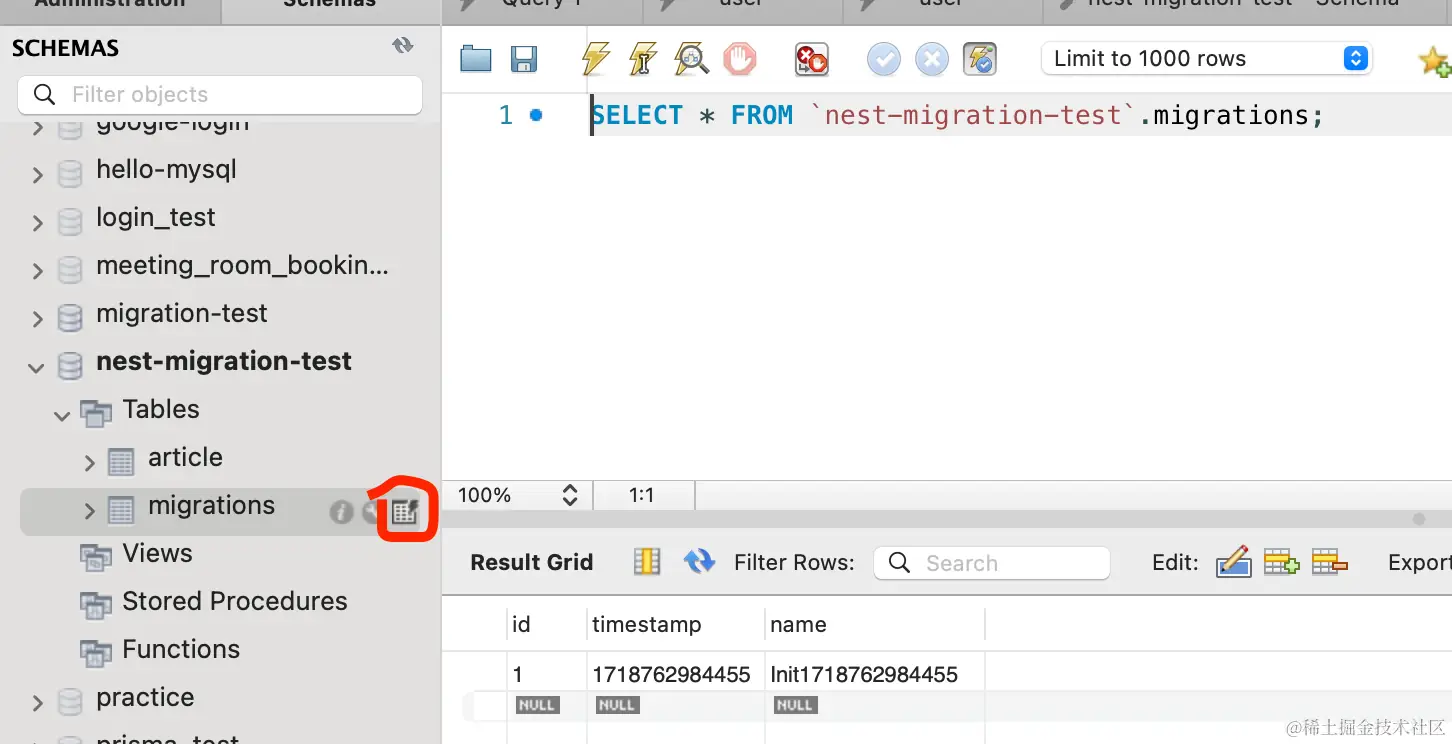 Administration Schemas Query 1 user user nest-migration-test - Schema
SCHEMAS
Filter objects
google-login
hello-mysql
login_test
meeting_room_bookin...
migration-test
nest-migration-test
Tables
article
migrations
Views
Stored Procedures
Functions
practice
prisma_test
Limit to 1000 rows
1 SELECT * FROM `nest-migration-test`.migrations;
100% 1:1
Result Grid Filter Rows: Search Edit: Export
id timestamp name
1 1718762984455 Init1718762984455
NULL NULL NULL
@稀土掘金技术社区